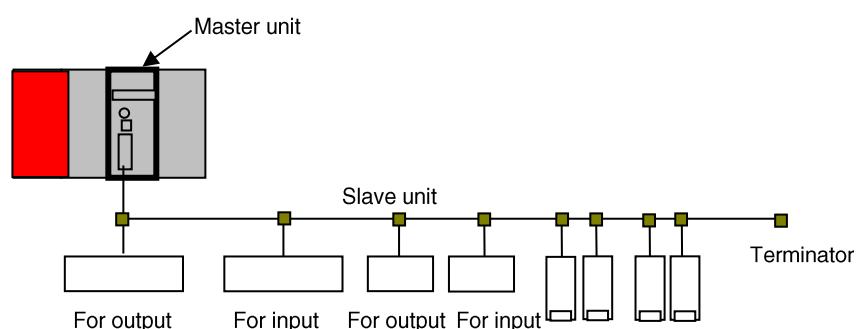 Master unit
Slave unit
Terminator
For output
For input
For output
For input